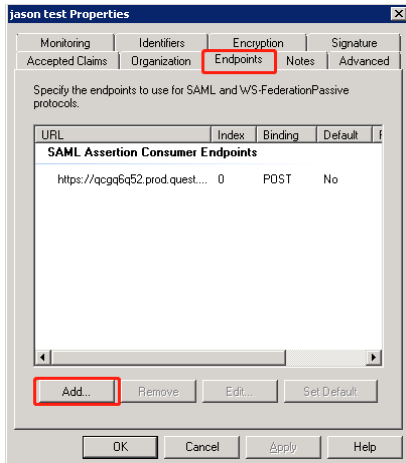 jason test Properties
Monitoring Identifiers Encryption Signature
Accepted Claims Organization Endpoints Notes Advanced
Specify the endpoints to use for SAML and WS-FederationPassive
protocols.
URL Index Binding Default F
SAML Assertion Consumer Endpoints
https://qcgq6q52.prod.quest.... 0 POST No
Add... Remove Edit... Set Default
OK Cancel Apply Help